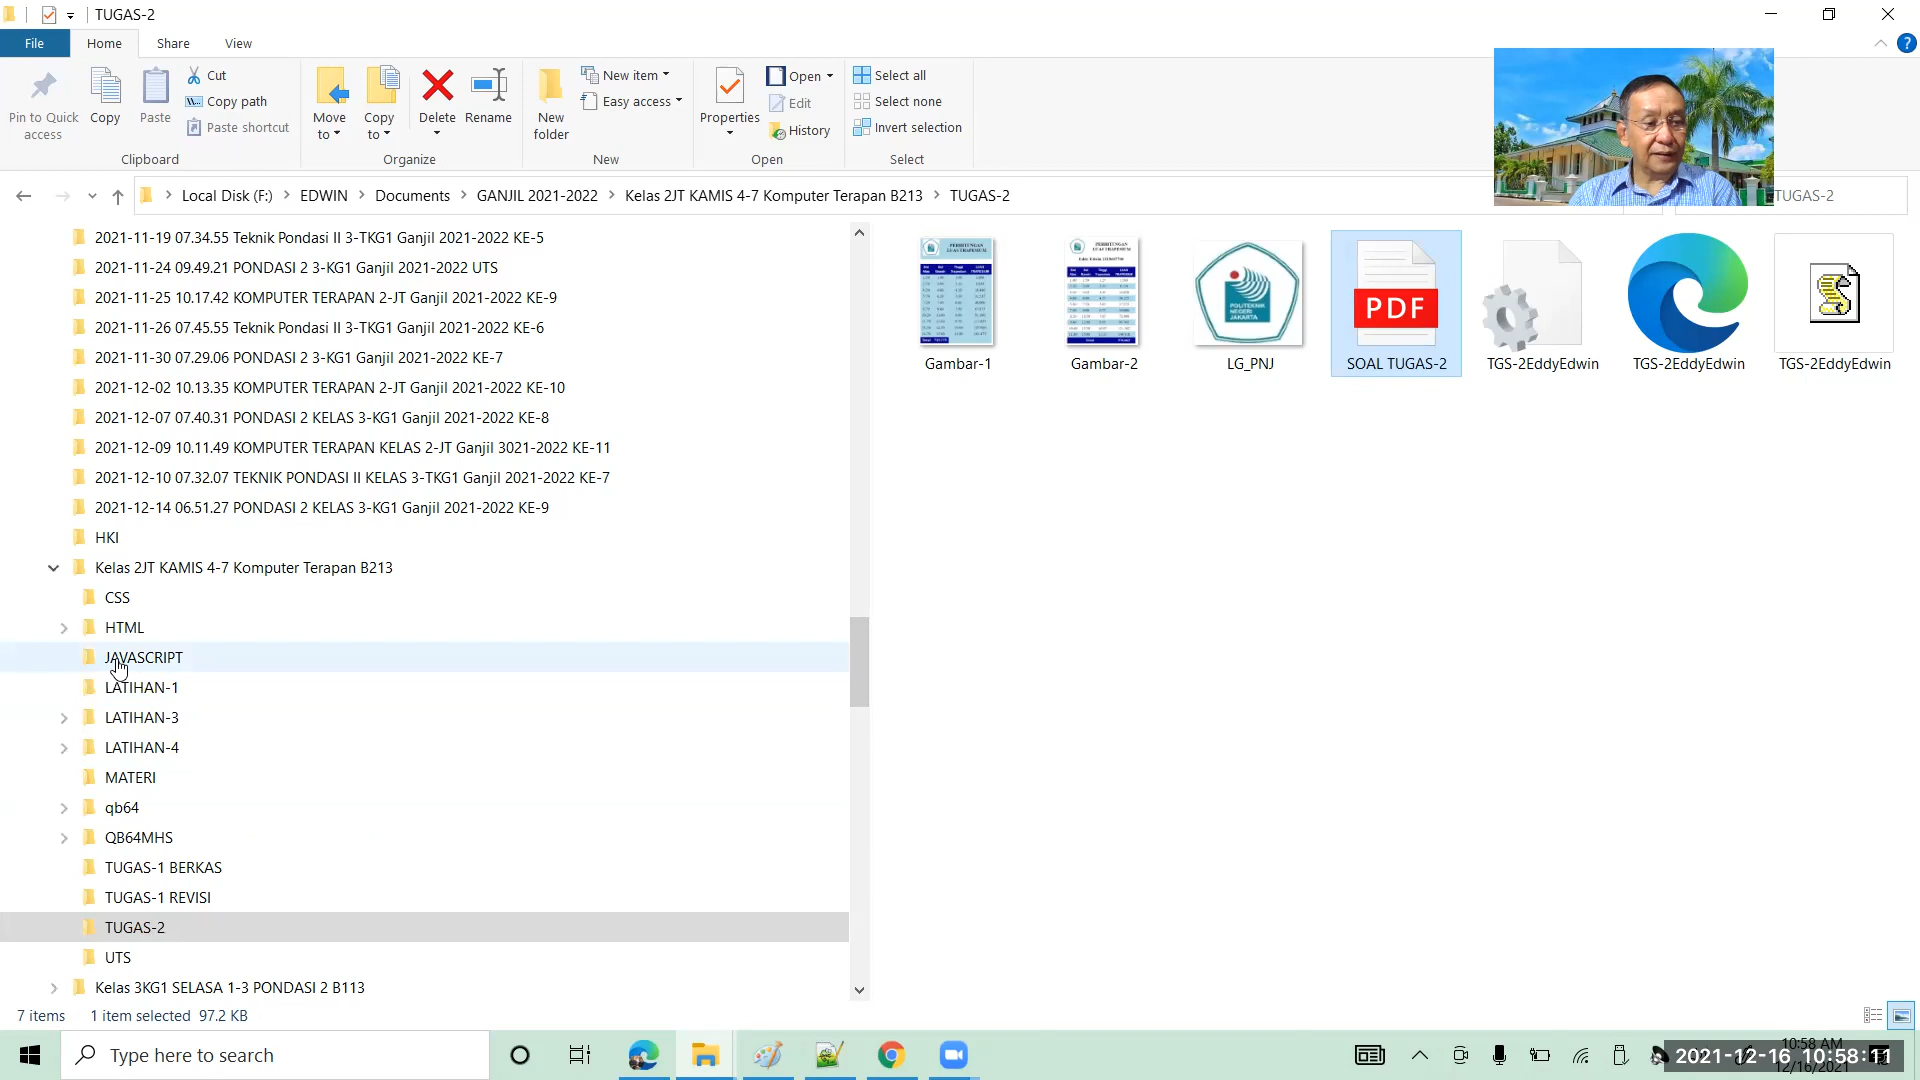 TUGAS-2
File Home Share View
Pin to Quick access
Copy
Paste
Cut
Copy path
Paste shortcut
Clipboard
Move to
Copy to
Delete
Rename
Organize
New folder
New item
Easy access
New
Properties
Open
Edit
History
Open
Select all
Select none
Invert selection
Select
Local Disk (F:) EDWIN Documents GANJIL 2021-2022 Kelas 2JT KAMIS 4-7 Komputer Terapan B213 TUGAS-2
TUGAS-2
2021-11-19 07.34.55 Teknik Pondasi II 3-TKG1 Ganjil 2021-2022 KE-5
2021-11-24 09.49.21 PONDASI 2 3-KG1 Ganjil 2021-2022 UTS
2021-11-25 10.17.42 KOMPUTER TERAPAN 2-JT Ganjil 2021-2022 KE-9
2021-11-26 07.45.55 Teknik Pondasi II 3-TKG1 Ganjil 2021-2022 KE-6
2021-11-30 07.29.06 PONDASI 2 3-KG1 Ganjil 2021-2022 KE-7
2021-12-02 10.13.35 KOMPUTER TERAPAN 2-JT Ganjil 2021-2022 KE-10
2021-12-07 07.40.31 PONDASI 2 KELAS 3-KG1 Ganjil 2021-2022 KE-8
2021-12-09 10.11.49 KOMPUTER TERAPAN KELAS 2-JT Ganjil 3021-2022 KE-11
2021-12-10 07.32.07 TEKNIK PONDASI II KELAS 3-TKG1 Ganjil 2021-2022 KE-7
2021-12-14 06.51.27 PONDASI 2 KELAS 3-KG1 Ganjil 2021-2022 KE-9
HKI
Kelas 2JT KAMIS 4-7 Komputer Terapan B213
CSS
HTML
JAVASCRIPT
LATIHAN-1
LATIHAN-3
LATIHAN-4
MATERI
qb64
QB64MHS
TUGAS-1 BERKAS
TUGAS-1 REVISI
TUGAS-2
UTS
Kelas 3KG1 SELASA 1-3 PONDASI 2 B113
PERHITUNGAN
LUAS TRAPESIUM
Gambar-1
PERHITUNGAN
LUAS TRAPESIUM
Gambar-2
POLITEKNIK
NEGERI
JAKARTA
LG_PNJ
PDF
SOAL TUGAS-2
TGS-2EddyEdwin
TGS-2EddyEdwin
TGS-2EddyEdwin
7 items 1 item selected 97.2 KB
Type here to search
10:58 AM
12/16/2021
2021-12-16 10:58:11